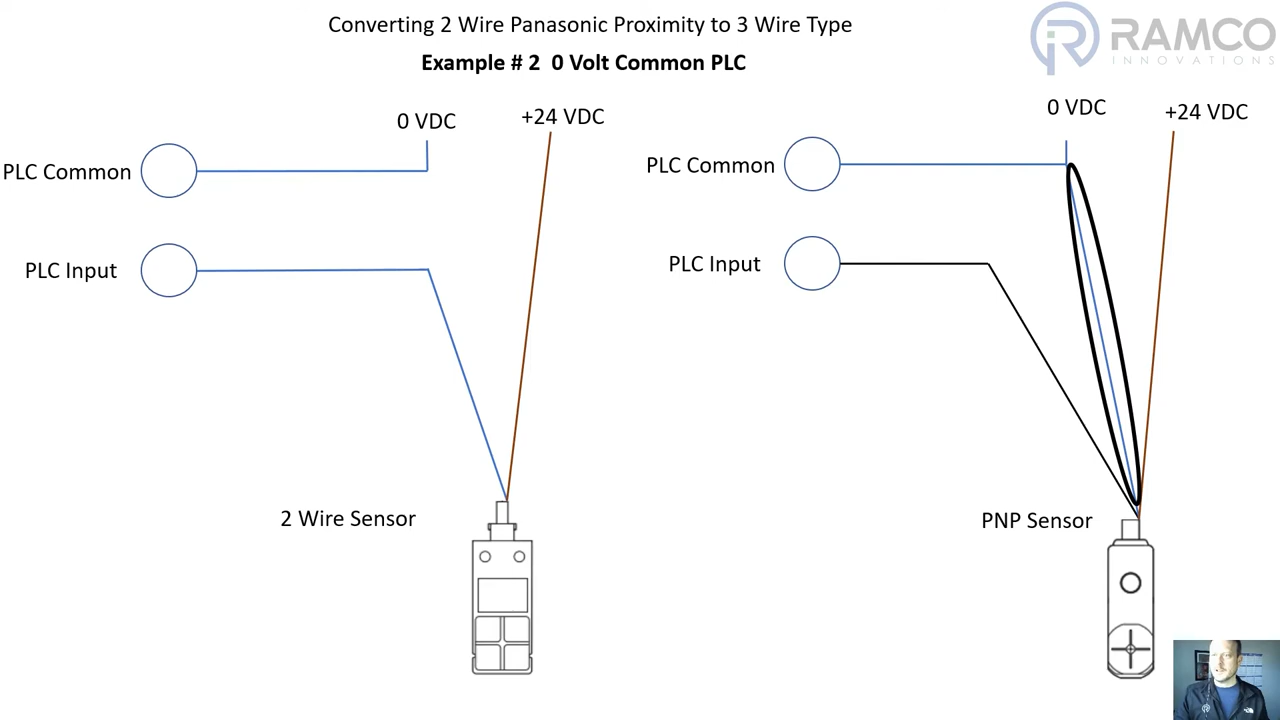 Converting 2 Wire Panasonic Proximity to 3 Wire Type
Example # 2 0 Volt Common PLC
RAMCO
INNOVATIONS
0 VDC
+24 VDC
PLC Common
PLC Input
2 Wire Sensor
0 VDC
+24 VDC
PLC Common
PLC Input
PNP Sensor